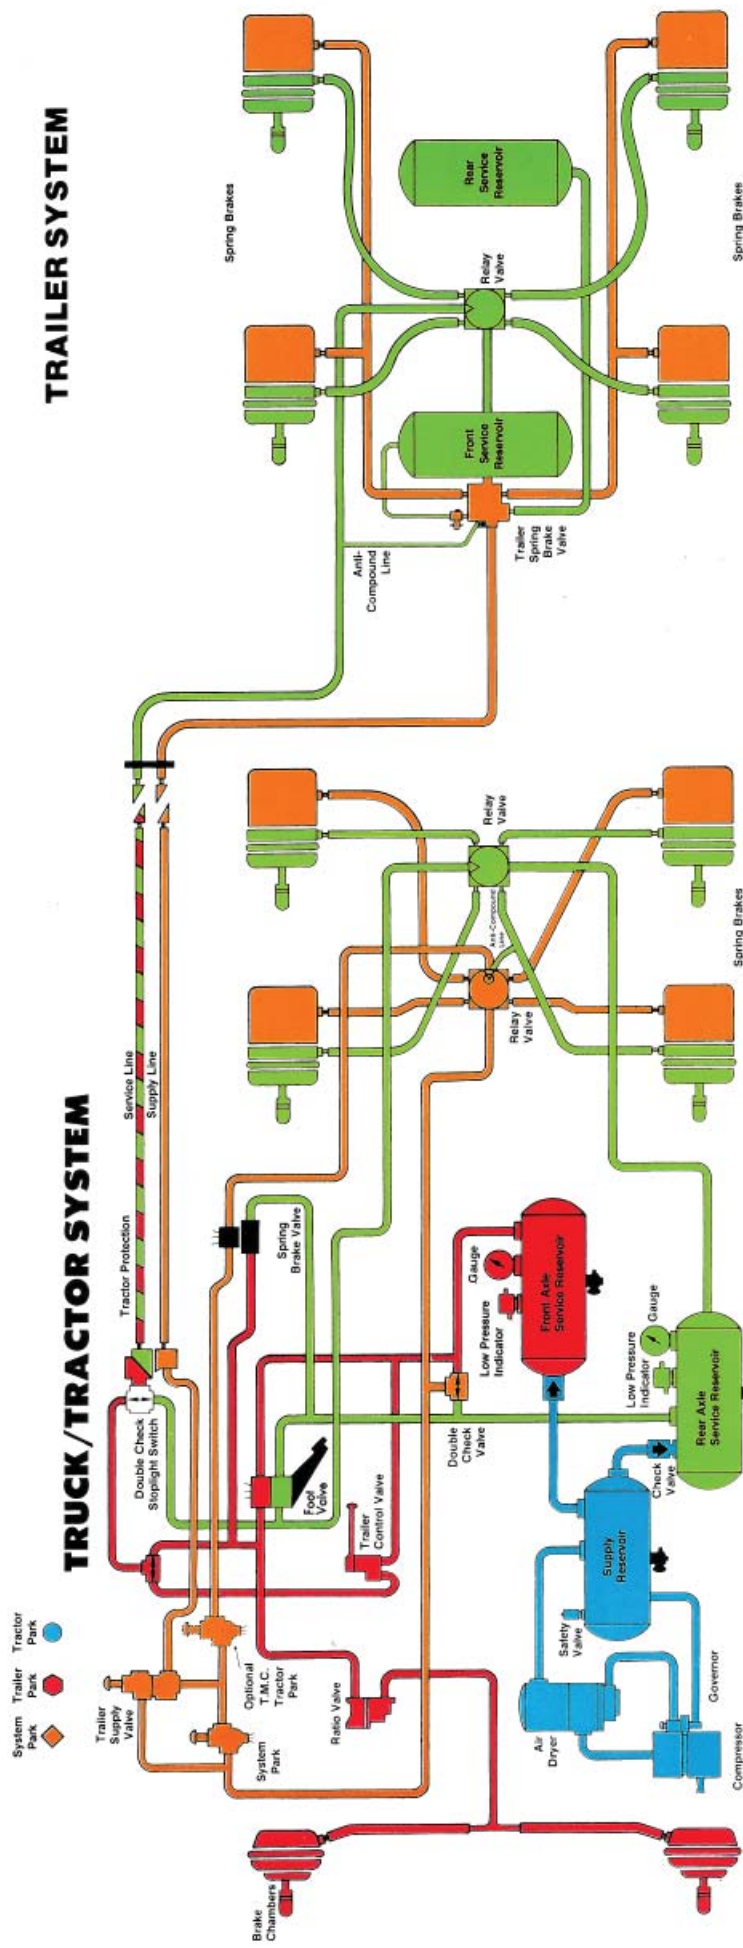 TRUCK/TRACTOR SYSTEM
TRAILER SYSTEM
System
Park
Trailer
Park
Tractor
Park
Trailer
Supply
Valve
System
Park
Optional
T.M.C.
Tractor
Park
Double Check
Stoplight Switch
Tractor Protection
Service Line
Supply Line
Spring
Brake Valve
Foot
Valve
Trailer
Control Valve
Ratio Valve
Double
Check
Valve
Low Pressure
Indicator
Gauge
Front Axle
Service Reservoir
Low Pressure
Indicator
Gauge
Rear Axle
Service Reservoir
Check
Valve
Supply
Reservoir
Safety
Valve
Air
Dryer
Governor
Compressor
Brake
Chambers
Relay
Valve
Anti-Compound
Line
Relay
Valve
Spring Brakes
Anti-
Compound
Line
Trailer
Spring
Brake
Valve
Front
Service
Reservoir
Relay
Valve
Rear
Service
Reservoir
Spring Brakes
Spring Brakes